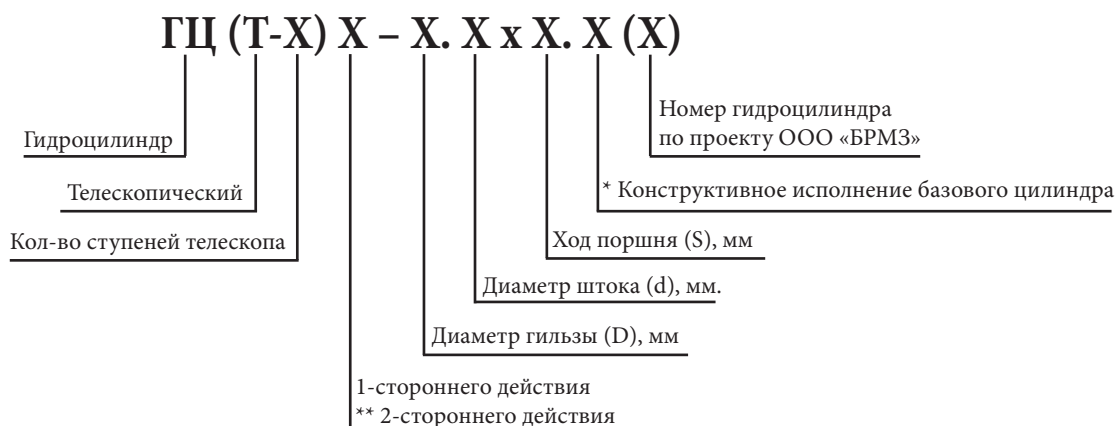 ГЦ (Т-Х) Х – Х. Х х Х. Х (Х)
Номер гидроцилиндра
по проекту ООО «БРМЗ»
Гидроцилиндр
Телескопический
* Конструктивное исполнение базового цилиндра
Кол-во ступеней телескопа
Ход поршня (S), мм
Диаметр штока (d), мм.
Диаметр гильзы (D), мм
1-стороннего действия
** 2-стороннего действия